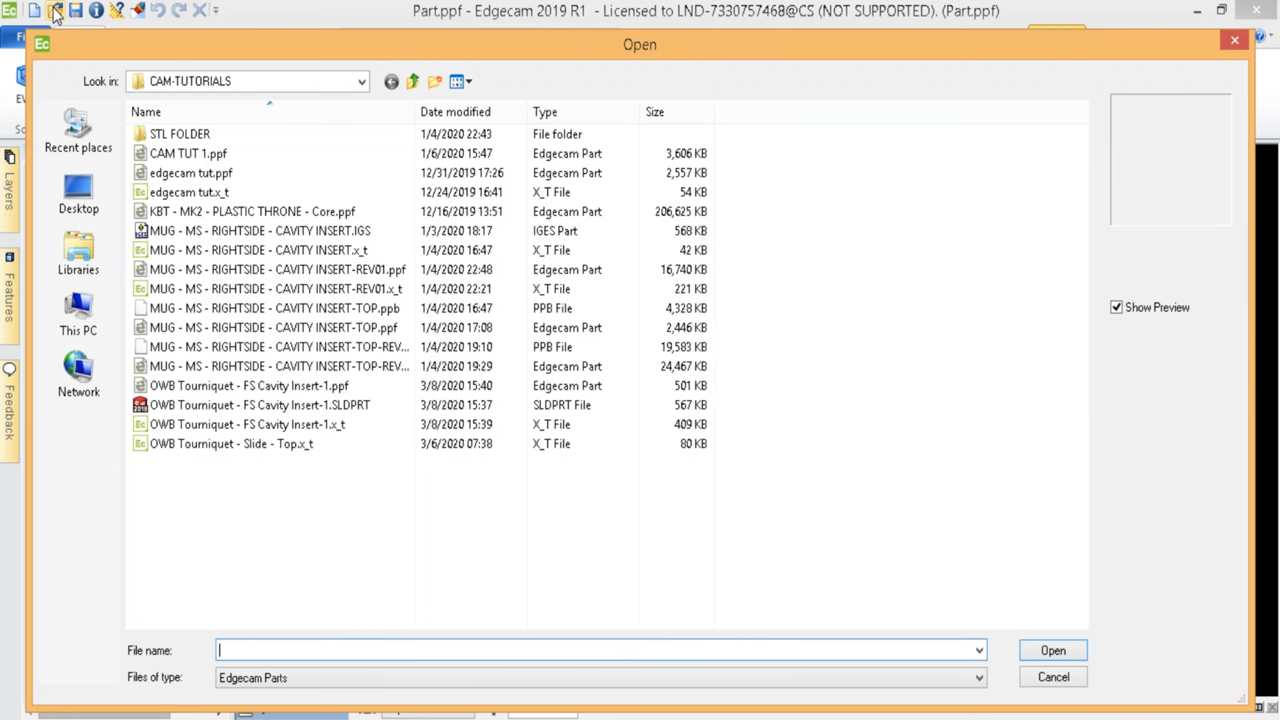 Part.ppf - Edgecam 2019 R1 - Licensed to LND-7330757468@CS (NOT SUPPORTED). (Part.ppf)
Open
Look in: CAM-TUTORIALS
Name Date modified Type Size
STL FOLDER 1/4/2020 22:43 File folder
CAM TUT 1.ppf 1/6/2020 15:47 Edgecam Part 3,606 KB
edgecam tut.ppf 12/31/2019 17:26 Edgecam Part 2,557 KB
edgecam tut.x_t 12/24/2019 16:41 X_T File 54 KB
KBT - MK2 - PLASTIC THRONE - Core.ppf 12/16/2019 13:51 Edgecam Part 206,625 KB
MUG - MS - RIGHTSIDE - CAVITY INSERT.IGS 1/3/2020 18:17 IGES Part 568 KB
MUG - MS - RIGHTSIDE - CAVITY INSERT.x_t 1/4/2020 16:47 X_T File 42 KB
MUG - MS - RIGHTSIDE - CAVITY INSERT-REV01.ppf 1/4/2020 22:48 Edgecam Part 16,740 KB
MUG - MS - RIGHTSIDE - CAVITY INSERT-REV01.x_t 1/4/2020 22:21 X_T File 221 KB
MUG - MS - RIGHTSIDE - CAVITY INSERT-TOP.ppb 1/4/2020 16:47 PPB File 4,328 KB
MUG - MS - RIGHTSIDE - CAVITY INSERT-TOP.ppf 1/4/2020 17:08 Edgecam Part 2,446 KB
MUG - MS - RIGHTSIDE - CAVITY INSERT-TOP-REV... 1/4/2020 19:10 PPB File 19,583 KB
MUG - MS - RIGHTSIDE - CAVITY INSERT-TOP-REV... 1/4/2020 19:29 Edgecam Part 24,467 KB
OWB Tourniquet - FS Cavity Insert-1.ppf 3/8/2020 15:40 Edgecam Part 501 KB
OWB Tourniquet - FS Cavity Insert-1.SLDPRT 3/8/2020 15:37 SLDPRT File 567 KB
OWB Tourniquet - FS Cavity Insert-1.x_t 3/8/2020 15:39 X_T File 409 KB
OWB Tourniquet - Slide - Top.x_t 3/6/2020 07:38 X_T File 80 KB
Recent places
Desktop
Libraries
This PC
Network
Show Preview
File name: Open
Files of type: Edgecam Parts Cancel
Layers
Features
Feedback